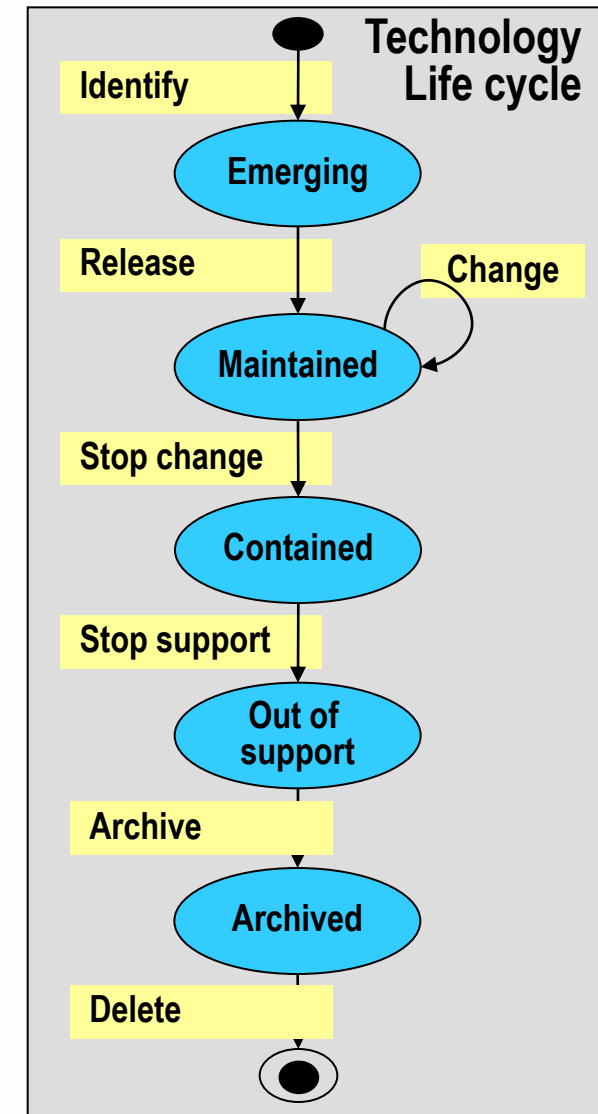 Technology
Life cycle
Identify
Emerging
Release
Change
Maintained
Stop change
Contained
Stop support
Out of
support
Archive
Archived
Delete